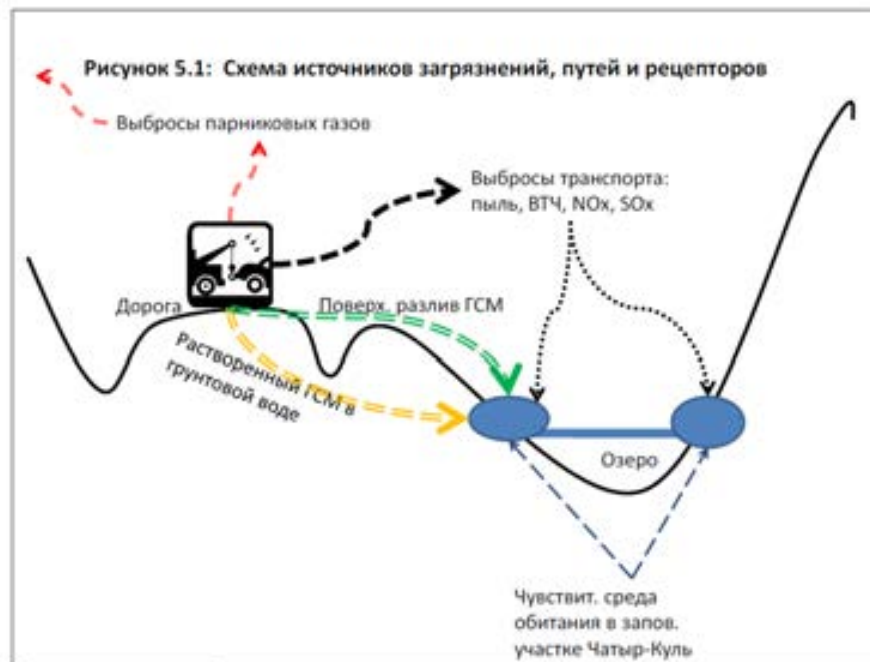 Рисунок 5.1: Схема источников загрязнений, путей и рецепторов
Выбросы парниковых газов
Выбросы транспорта:
пыль, ВТЧ, NOx, SOx
Дорога
Поверх. разлив ГСМ
Растворенный ГСМ в
грунтовой воде
Озеро
Чувствит. среда
обитания в запов.
участке Чатыр-Куль